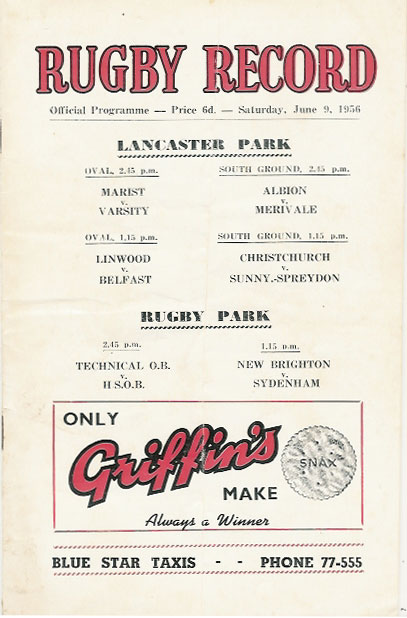 RUGBY RECORD
Official Programme — Price 6d. — Saturday, June 9, 1956
LANCASTER PARK
OVAL, 2.45 p.m.
MARIST
v.
VARSITY
SOUTH GROUND, 2.45 p.m.
ALBION
v.
MERIVALE
OVAL, 1.15 p.m.
LINWOOD
v.
BELFAST
SOUTH GROUND, 1.15 p.m.
CHRISTCHURCH
v.
SUNNY.-SPREYDON
RUGBY PARK
2.45 p.m.
TECHNICAL O.B.
v.
H.S.O.B.
1.15 p.m.
NEW BRIGHTON
v.
SYDENHAM
ONLY
Griffin's
SNAX
MAKE
Always a Winner
BLUE STAR TAXIS - - PHONE 77-555